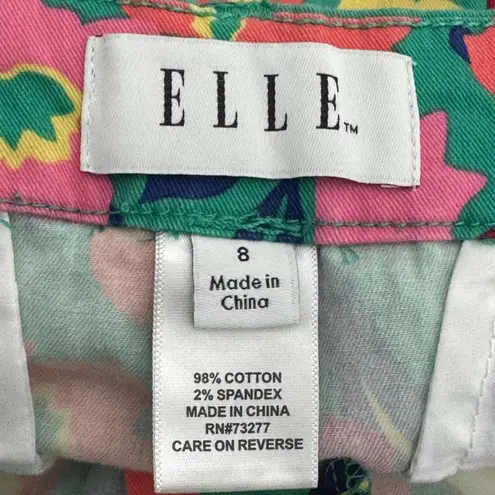 ELLE™
8
Made in
China
98% COTTON
2% SPANDEX
MADE IN CHINA
RN#73277
CARE ON REVERSE